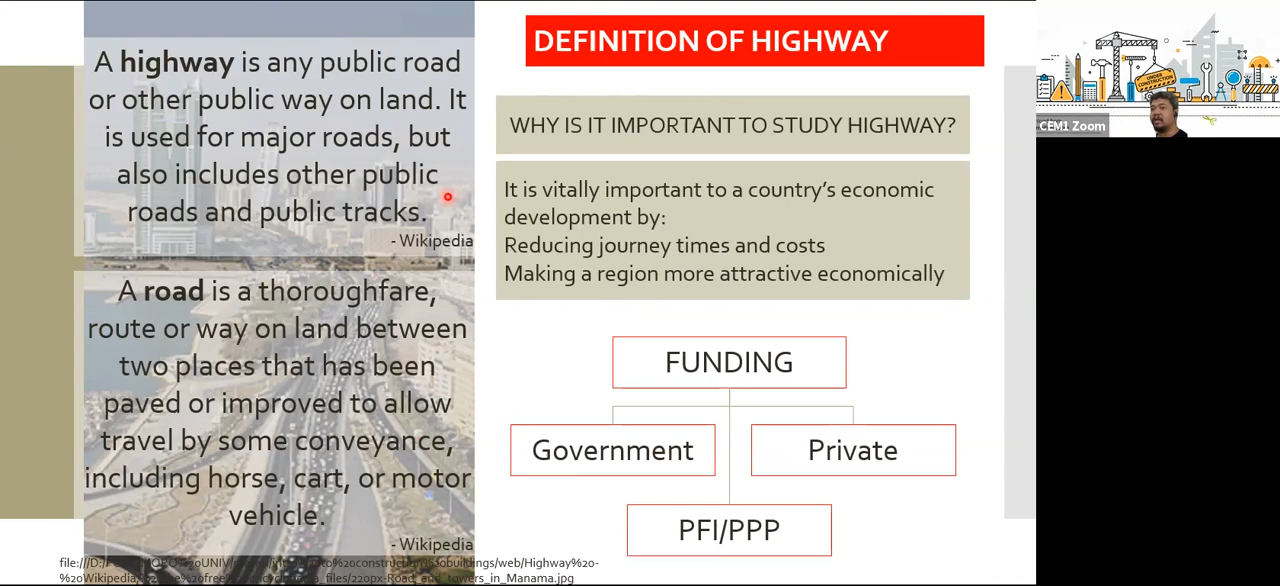 A highway is any public road
or other public way on land. It
is used for major roads, but
also includes other public
roads and public tracks.
- Wikipedia
A road is a thoroughfare,
route or way on land between
two places that has been
paved or improved to allow
travel by some conveyance,
including horse, cart, or motor
vehicle.
- Wikipedia
DEFINITION OF HIGHWAY
WHY IS IT IMPORTANT TO STUDY HIGHWAY?
It is vitally important to a country's economic
development by:
Reducing journey times and costs
Making a region more attractive economically
FUNDING
Government
Private
PFI/PPP
UNDER
CONSTRUCTION
CEM1 Zoom